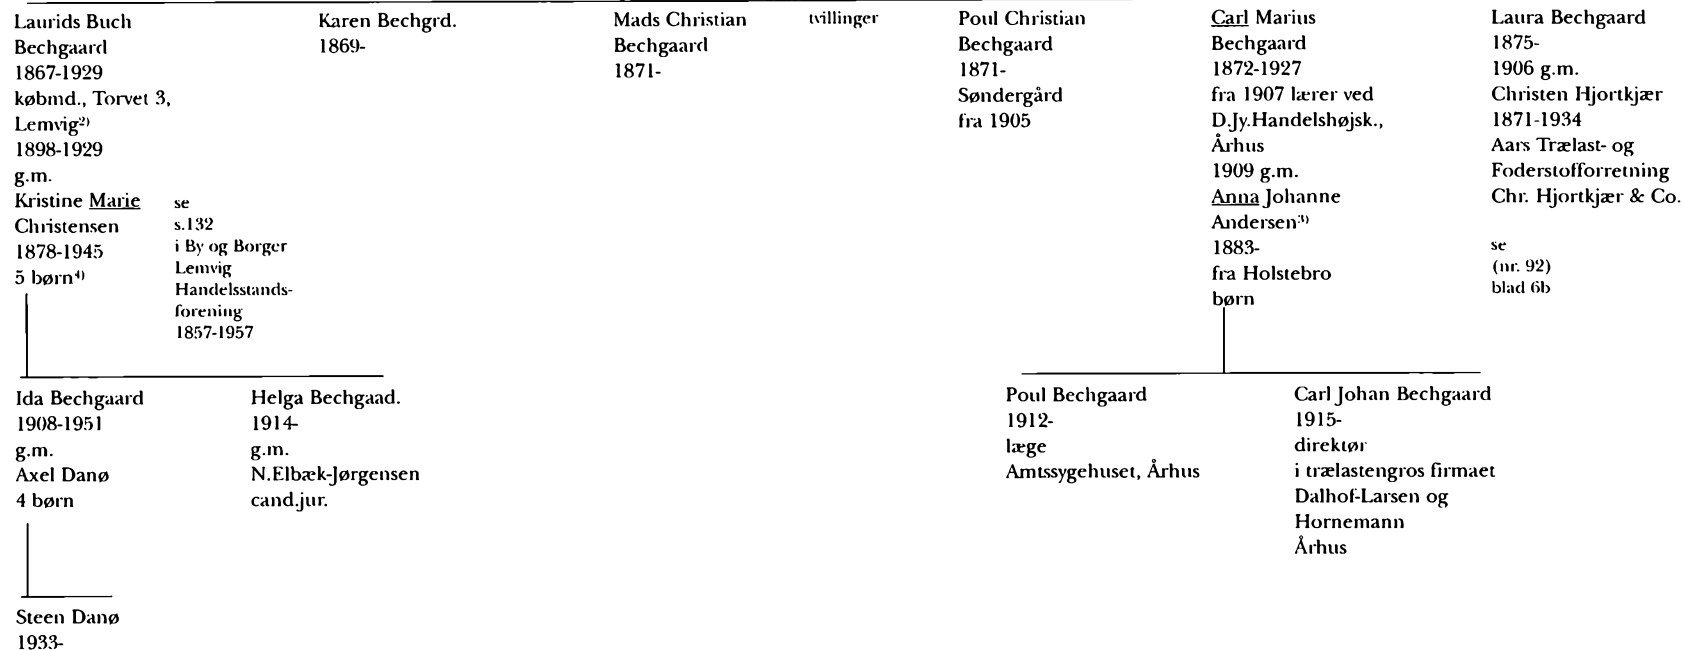 Laurids Buch
Bechgaard
1867-1929
købmd., Torvet 3,
Lemvig²⁾
1898-1929
g.m.
Kristine Marie
Christensen
1878-1945
5 børn⁴⁾
se
s.132
i By og Borger
Lemvig
Handelsstands-
forening
1857-1957
Karen Bechgrd.
1869-
Mads Christian
Bechgaard
1871-
tvillinger
Poul Christian
Bechgaard
1871-
Søndergård
fra 1905
Carl Marius
Bechgaard
1872-1927
fra 1907 lærer ved
D.Jy.Handelshøjsk.,
Århus
1909 g.m.
Anna Johanne
Andersen³⁾
1883-
fra Holstebro
børn
Laura Bechgaard
1875-
1906 g.m.
Christen Hjortkjær
1871-1934
Aars Trælast- og
Foderstofforretning
Chr. Hjortkjær & Co.
se
(nr. 92)
blad 6b
Ida Bechgaard
1908-1951
g.m.
Axel Danø
4 børn
Helga Bechgaad.
1914-
g.m.
N.Elbæk-Jørgensen
cand.jur.
Poul Bechgaard
1912-
læge
Amtssygehuset, Århus
Carl Johan Bechgaard
1915-
direktør
i trælastengros firmaet
Dalhof-Larsen og
Hornemann
Århus
Steen Danø
1933-